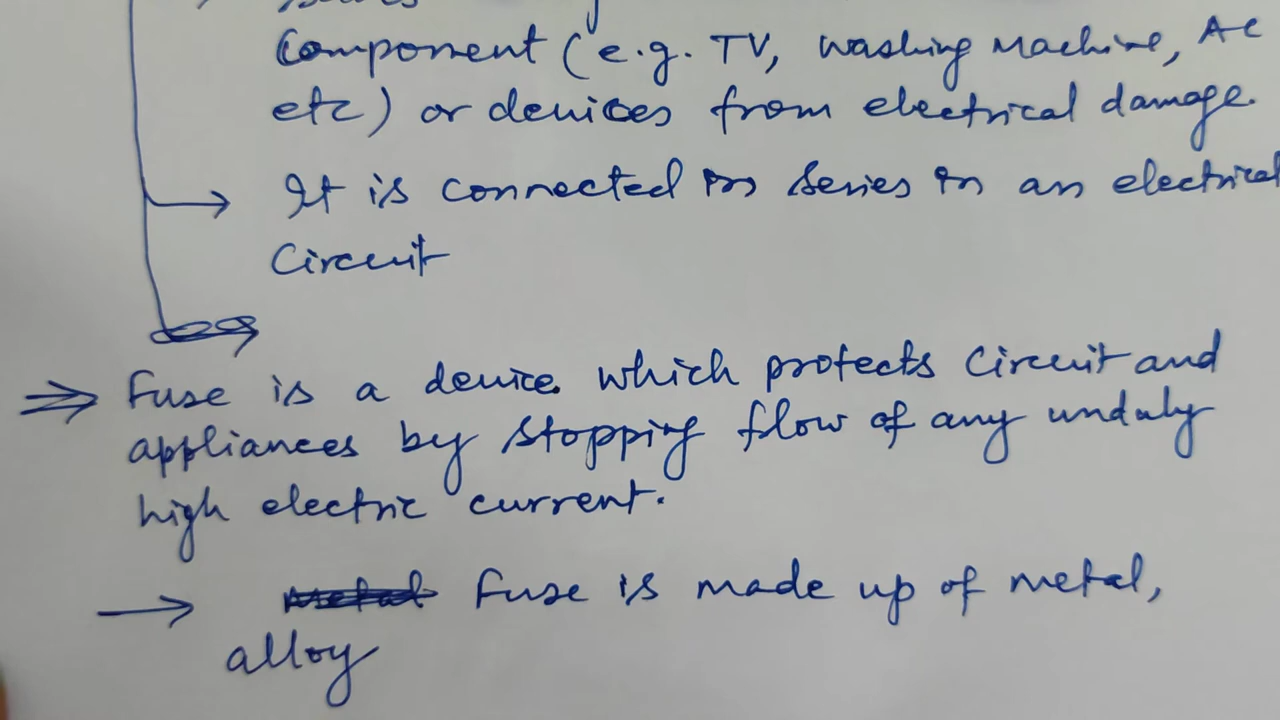 Component (e.g. TV, washing Machine, AC
etc) or devices from electrical damage.
It is connected in series in an electrical
Circuit
Fuse is a device which protects Circuit and
appliances by stopping flow of any unduly
high electric current.
Fuse is made up of metal,
alloy